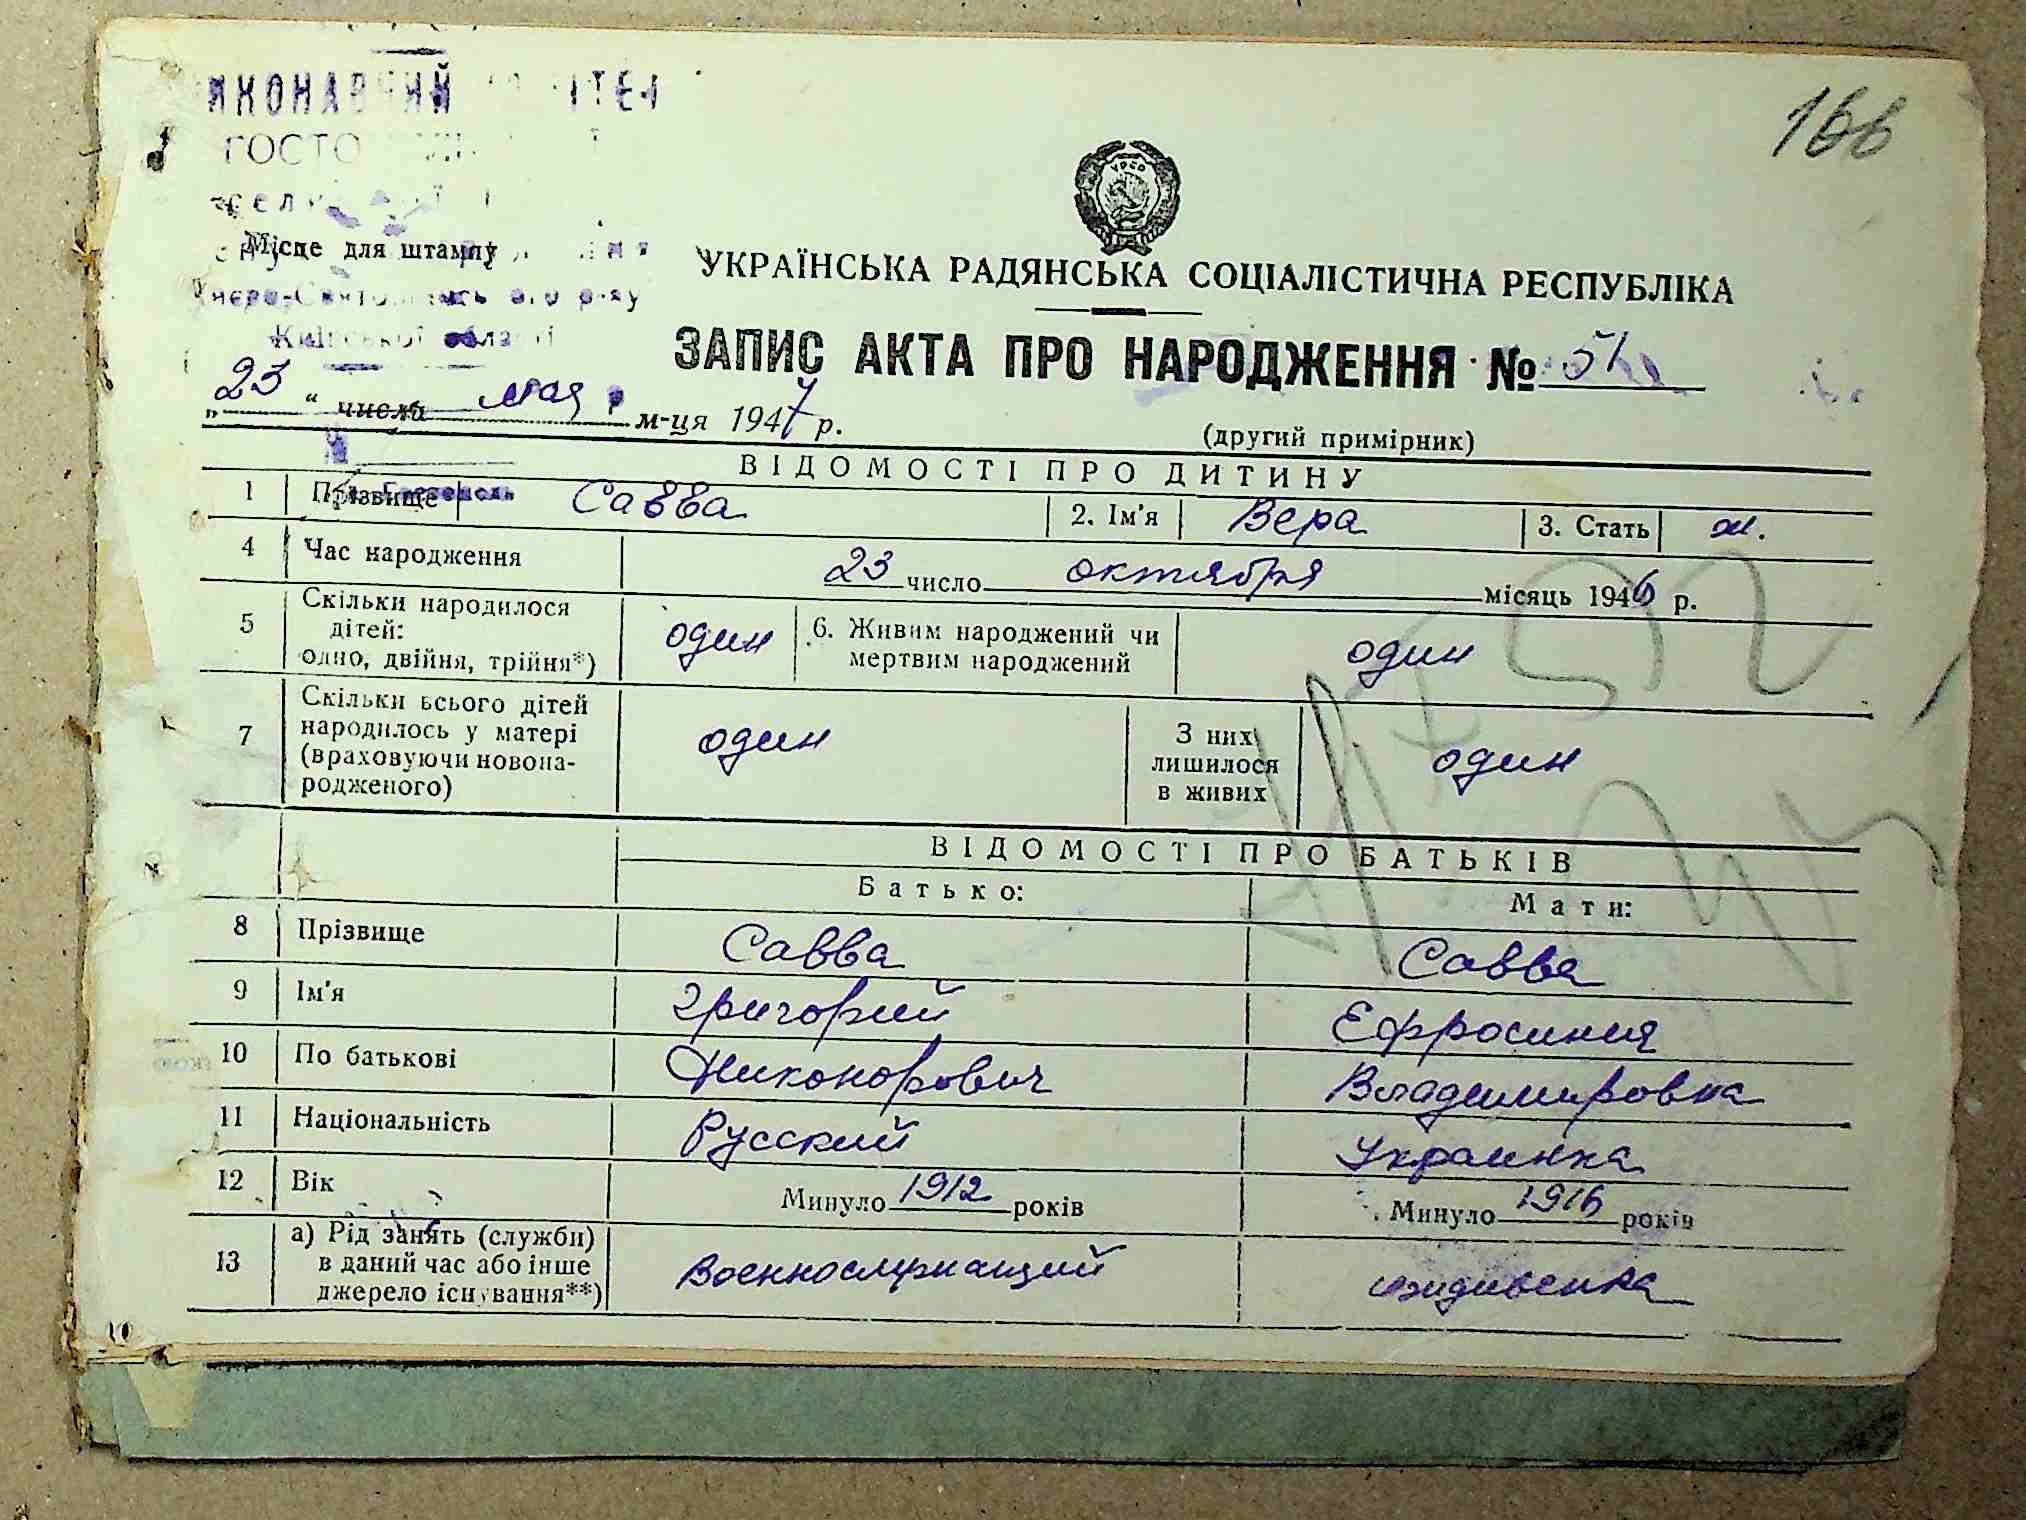 166
УРСР
Місце для штампу
УКРАЇНСЬКА РАДЯНСЬКА СОЦІАЛІСТИЧНА РЕСПУБЛІКА
Київської області
ЗАПИС АКТА ПРО НАРОДЖЕННЯ № 51
„23“ числа мая м-ця 1947 р.
(другий примірник)
ВІДОМОСТІ ПРО ДИТИНУ
1 Прізвище Савва 2. Ім'я Вера 3. Стать ж.
4 Час народження 23 число октября місяць 1946 р.
5 Скільки народилося дітей: одно, двійня, трійня*) один 6. Живим народжений чи мертвим народжений один
7 Скільки всього дітей народилось у матері (враховуючи новонародженого) один З них лишилося в живих один
ВІДОМОСТІ ПРО БАТЬКІВ
Батько: Мати:
8 Прізвище Савва Савва
9 Ім'я Григорий Ефросиния
10 По батькові Никонорович Владимировна
11 Національність Русский Украинка
12 Вік Минуло 1912 років Минуло 1916 років
13 а) Рід занять (служби) в даний час або інше джерело існування**) Военнослужащий иждивенка